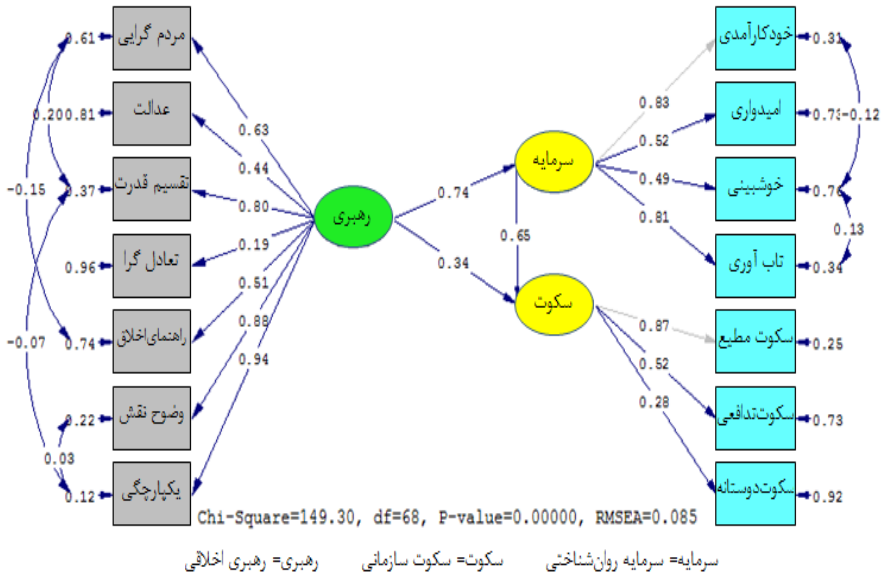 مردم گرایی
عدالت
تقسیم قدرت
تعادل گرا
راهنمای اخلاق
وضوح نقش
یکپارچگی
0.61
0.81
0.37
0.96
0.74
0.22
0.12
0.20
-0.15
-0.07
0.03
0.63
0.44
0.80
0.19
0.51
0.88
0.94
رهبری
0.74
0.34
سرمایه
0.65
سکوت
0.83
0.52
0.49
0.81
0.87
0.52
0.28
خودکارآمدی
امیدواری
خوشبینی
تاب آوری
سکوت مطیع
سکوت‌تدافعی
سکوت‌دوستانه
0.31
0.73
0.76
0.34
0.25
0.73
0.92
-0.12
0.13
Chi-Square=149.30, df=68, P-value=0.00000, RMSEA=0.085
سرمایه= سرمایه روان‌شناختی سکوت= سکوت سازمانی رهبری= رهبری اخلاقی